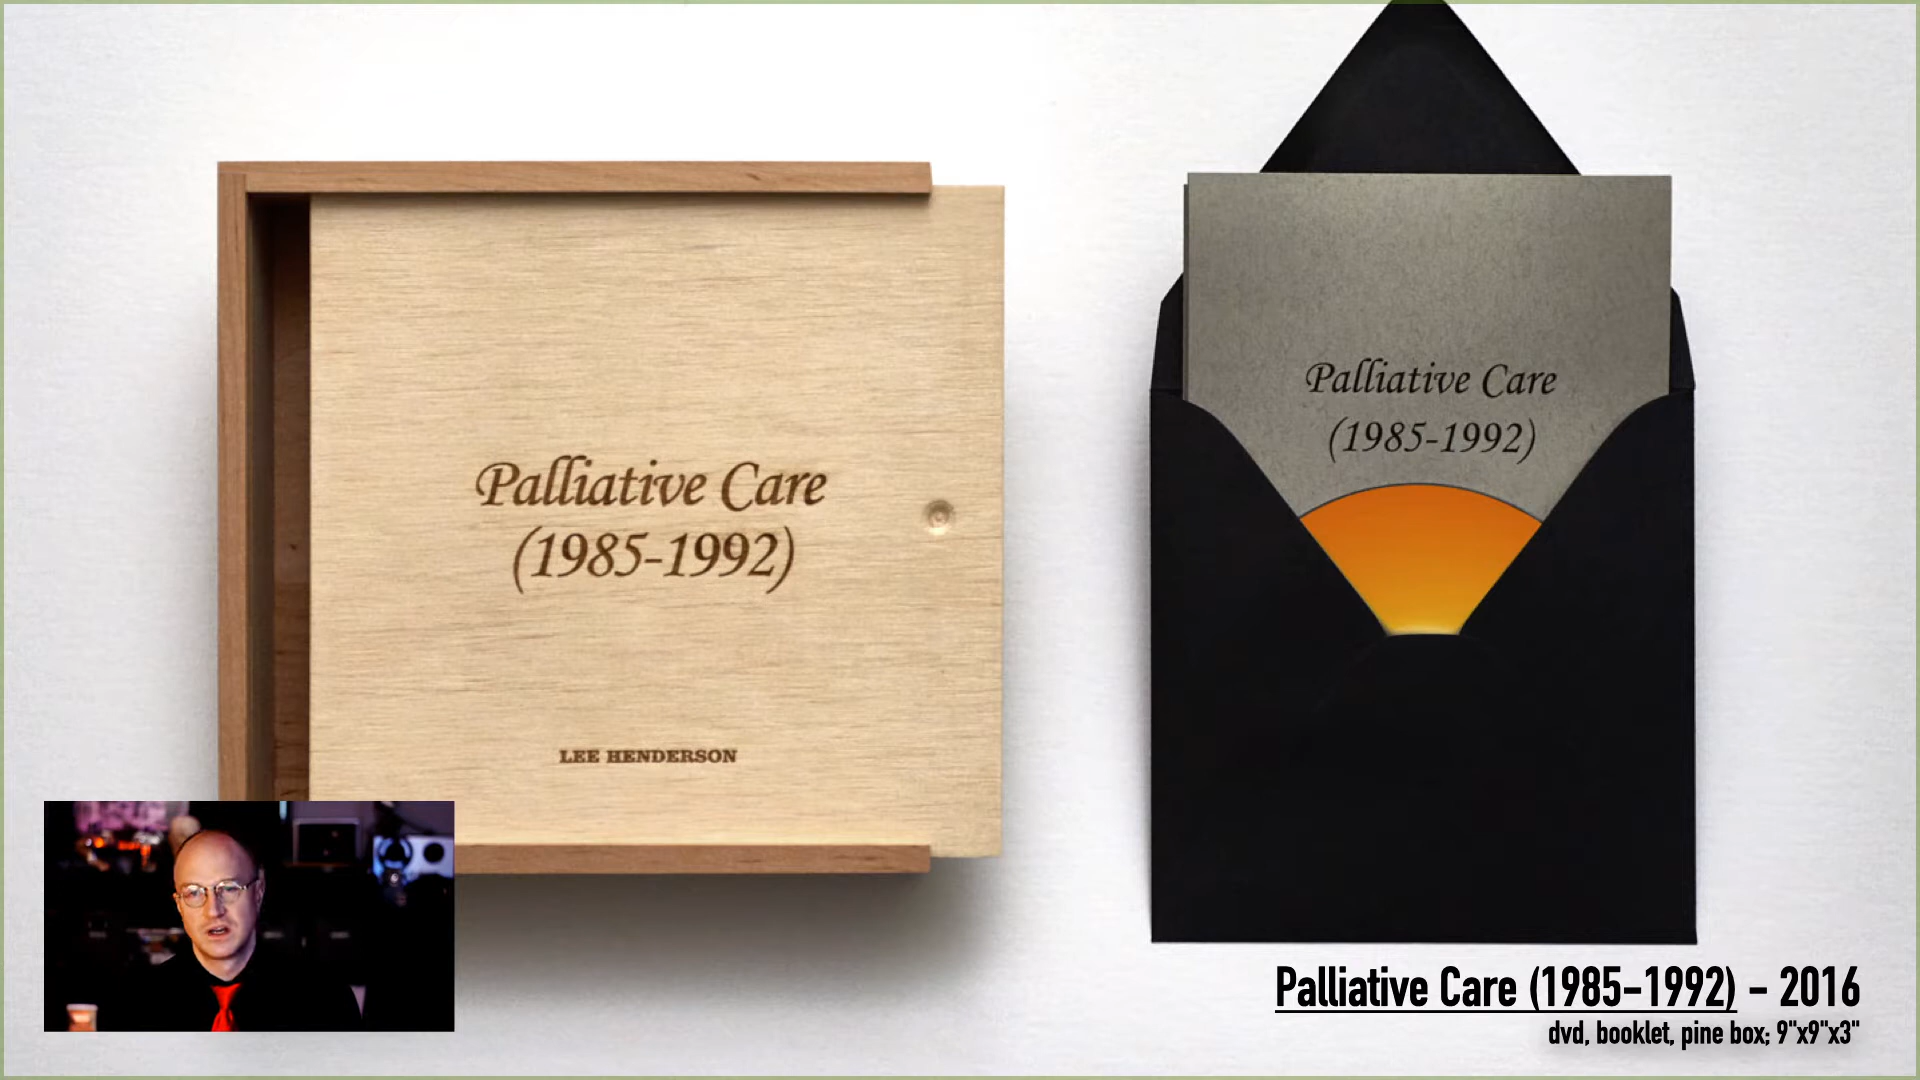 Palliative Care
(1985-1992)
LEE HENDERSON
Palliative Care
(1985-1992)
Palliative Care (1985-1992) - 2016
dvd, booklet, pine box; 9"x9"x3"